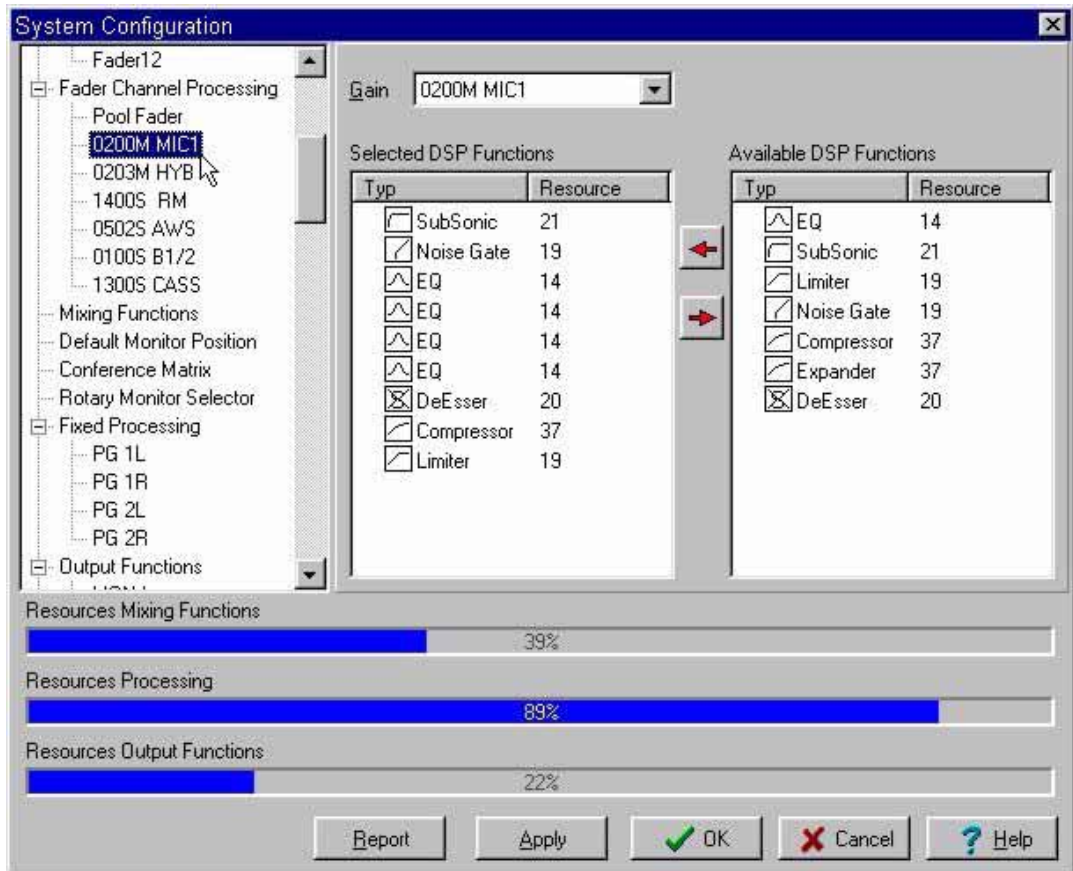 System Configuration
Fader12
Fader Channel Processing
Pool Fader
0200M MIC1
0203M HYB
1400S RM
0502S AWS
0100S B1/2
1300S CASS
Mixing Functions
Default Monitor Position
Conference Matrix
Rotary Monitor Selector
Fixed Processing
PG 1L
PG 1R
PG 2L
PG 2R
Output Functions
Gain 0200M MIC1
Selected DSP Functions
Typ Resource
SubSonic 21
Noise Gate 19
EQ 14
EQ 14
EQ 14
EQ 14
DeEsser 20
Compressor 37
Limiter 19
Available DSP Functions
Typ Resource
EQ 14
SubSonic 21
Limiter 19
Noise Gate 19
Compressor 37
Expander 37
DeEsser 20
Resources Mixing Functions
39%
Resources Processing
89%
Resources Output Functions
22%
Report Apply OK Cancel Help